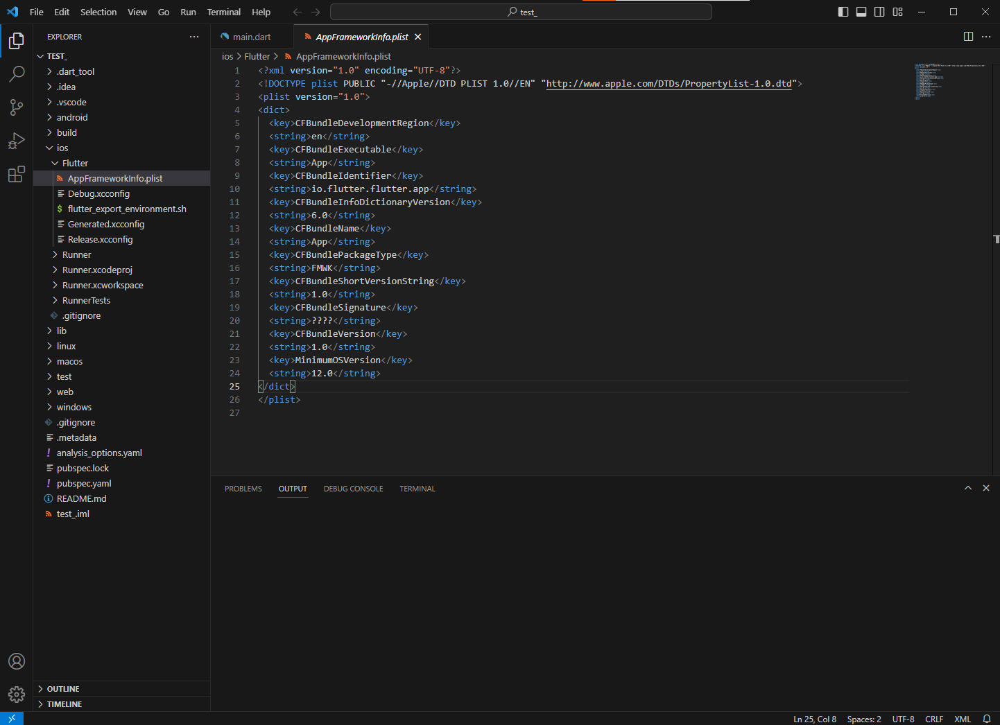 File Edit Selection View Go Run Terminal Help
test_
EXPLORER
TEST_
.dart_tool
.idea
.vscode
android
build
ios
Flutter
AppFrameworkInfo.plist
Debug.xcconfig
$ flutter_export_environment.sh
Generated.xcconfig
Release.xcconfig
Runner
Runner.xcodeproj
Runner.xcworkspace
RunnerTests
.gitignore
lib
linux
macos
test
web
windows
.gitignore
.metadata
! analysis_options.yaml
pubspec.lock
! pubspec.yaml
README.md
test_.iml
OUTLINE
TIMELINE
main.dart
AppFrameworkInfo.plist
ios > Flutter > AppFrameworkInfo.plist
1 <?xml version="1.0" encoding="UTF-8"?>
2 <!DOCTYPE plist PUBLIC "-//Apple//DTD PLIST 1.0//EN" "http://www.apple.com/DTDs/PropertyList-1.0.dtd">
3 <plist version="1.0">
4 <dict>
5 <key>CFBundleDevelopmentRegion</key>
6 <string>en</string>
7 <key>CFBundleExecutable</key>
8 <string>App</string>
9 <key>CFBundleIdentifier</key>
10 <string>io.flutter.flutter.app</string>
11 <key>CFBundleInfoDictionaryVersion</key>
12 <string>6.0</string>
13 <key>CFBundleName</key>
14 <string>App</string>
15 <key>CFBundlePackageType</key>
16 <string>FMWK</string>
17 <key>CFBundleShortVersionString</key>
18 <string>1.0</string>
19 <key>CFBundleSignature</key>
20 <string>????</string>
21 <key>CFBundleVersion</key>
22 <string>1.0</string>
23 <key>MinimumOSVersion</key>
24 <string>12.0</string>
25 </dict>
26 </plist>
27
PROBLEMS OUTPUT DEBUG CONSOLE TERMINAL
Ln 25, Col 8 Spaces: 2 UTF-8 CRLF XML